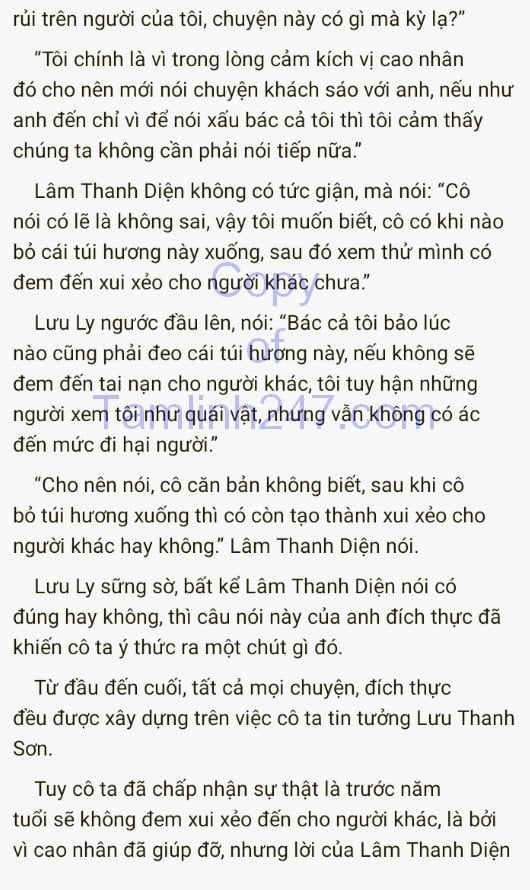 rủi trên người của tôi, chuyện này có gì mà kỳ lạ?”
“Tôi chính là vì trong lòng cảm kích vị cao nhân
đó cho nên mới nói chuyện khách sáo với anh, nếu như
anh đến chỉ vì để nói xấu bác cả tôi thì tôi cảm thấy
chúng ta không cần phải nói tiếp nữa.”
Lâm Thanh Diện không có tức giận, mà nói: “Cô
nói có lẽ là không sai, vậy tôi muốn biết, cô có khi nào
bỏ cái túi hương này xuống, sau đó xem thử mình có
đem đến xui xẻo cho người khác chưa.”
Copy
Lưu Ly ngước đầu lên, nói: “Bác cả tôi bảo lúc
nào cũng phải đeo cái túi hương này, nếu không sẽ
of
đem đến tai nạn cho người khác, tôi tuy hận những
người xem tôi như quái vật, nhưng vẫn không có ác
Tamlinh247.com
đến mức đi hại người.”
“Cho nên nói, cô căn bản không biết, sau khi cô
bỏ túi hương xuống thì có còn tạo thành xui xẻo cho
người khác hay không.” Lâm Thanh Diện nói.
Lưu Ly sững sờ, bất kể Lâm Thanh Diện nói có
đúng hay không, thì câu nói này của anh đích thực đã
khiến cô ta ý thức ra một chút gì đó.
Từ đầu đến cuối, tất cả mọi chuyện, đích thực
đều được xây dựng trên việc cô ta tin tưởng Lưu Thanh
Sơn.
Tuy cô ta đã chấp nhận sự thật là trước năm
tuổi sẽ không đem xui xẻo đến cho người khác, là bởi
vì cao nhân đã giúp đỡ, nhưng lời của Lâm Thanh Diện